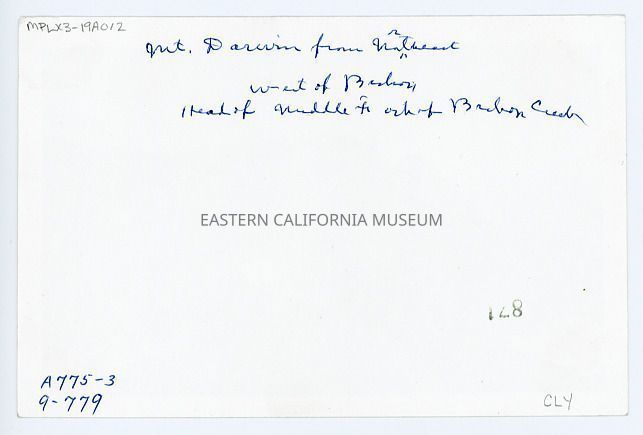 MPLX3-19A012
Mt. Darwin from Northeast
West of Bishop
Head of Middle Fork of Bishop Creek
EASTERN CALIFORNIA MUSEUM
128
A775-3
9-779
CLY